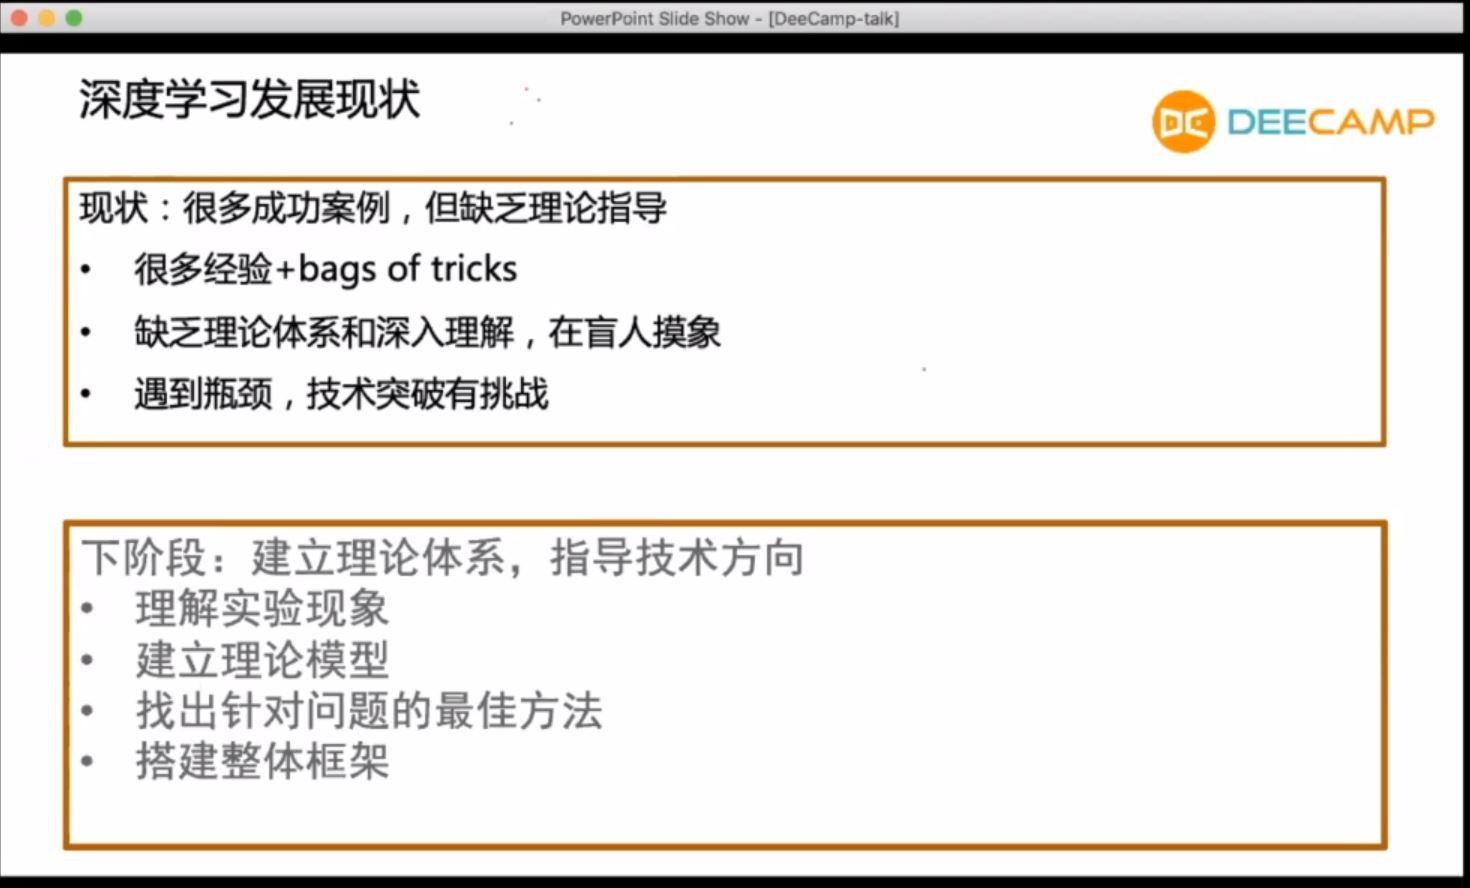 PowerPoint Slide Show - [DeeCamp-talk]
深度学习发展现状
DC DEECAMP
现状：很多成功案例，但缺乏理论指导
• 很多经验+bags of tricks
• 缺乏理论体系和深入理解，在盲人摸象
• 遇到瓶颈，技术突破有挑战
下阶段：建立理论体系，指导技术方向
• 理解实验现象
• 建立理论模型
• 找出针对问题的最佳方法
• 搭建整体框架